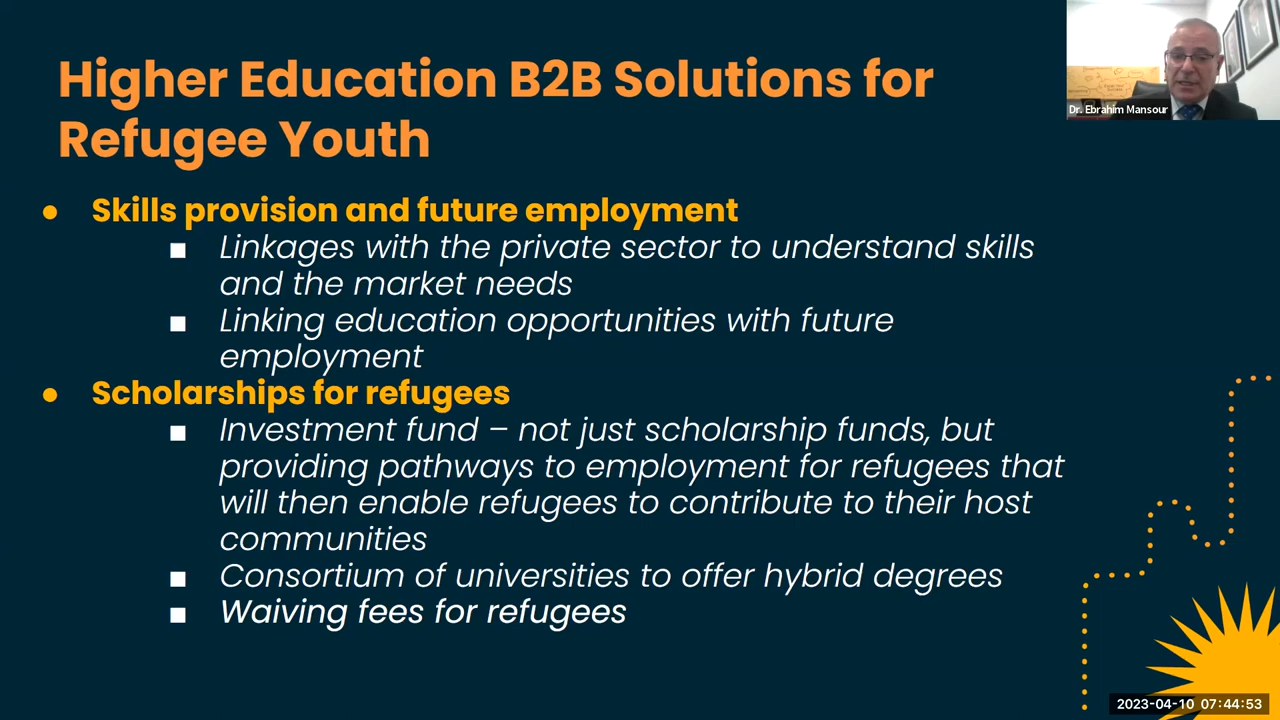 Higher Education B2B Solutions for
Refugee Youth
Dr. Ebrahim Mansour
● Skills provision and future employment
■ Linkages with the private sector to understand skills
and the market needs
■ Linking education opportunities with future
employment
● Scholarships for refugees
■ Investment fund – not just scholarship funds, but
providing pathways to employment for refugees that
will then enable refugees to contribute to their host
communities
■ Consortium of universities to offer hybrid degrees
■ Waiving fees for refugees
2023-04-10 07:44:53